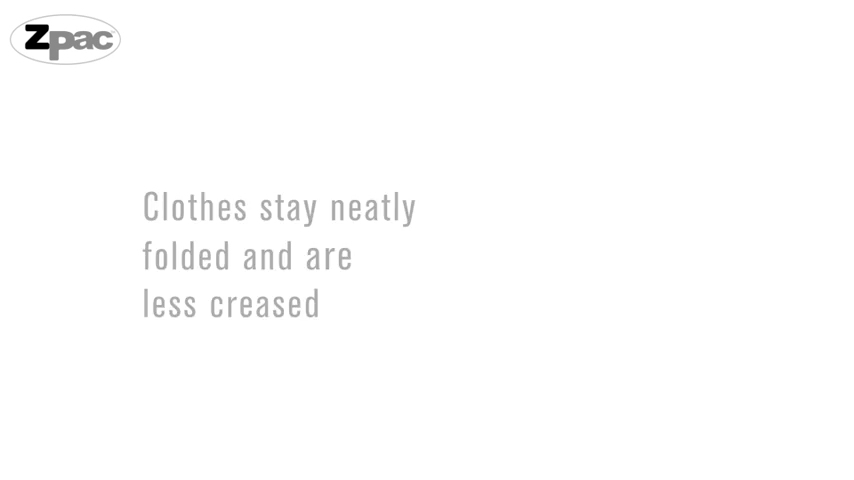 Zpac
Clothes stay neatly
folded and are
less creased